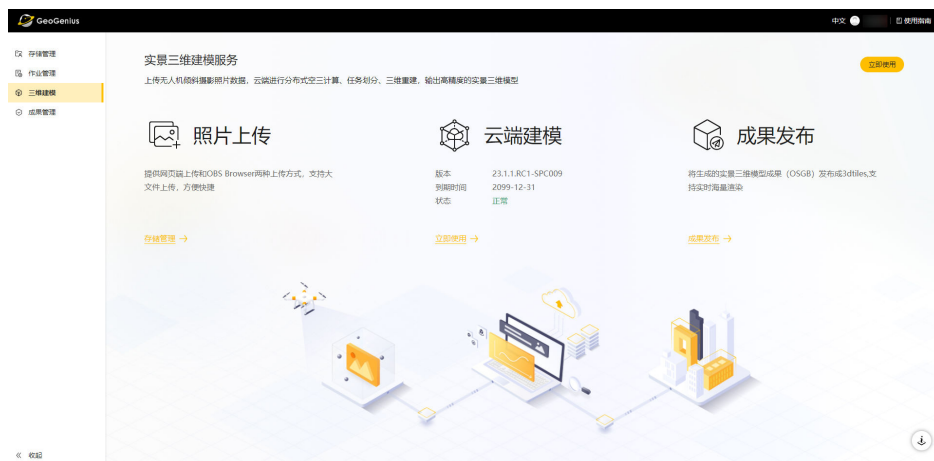 GeoGenius
中文
使用指南
存储管理
作业管理
三维建模
成果管理
实景三维建模服务
立即使用
上传无人机倾斜摄影照片数据、云端进行分布式空三计算、任务划分、三维重建，输出高精度的实景三维模型
照片上传
提供网页端上传和OBS Browser两种上传方式，支持大
文件上传，方便快捷
存储管理 →
云端建模
版本 23.1.1.RC1-SPC009
到期时间 2099-12-31
状态 正常
立即使用 →
成果发布
将生成的实景三维模型成果（OSGB）发布成3dtiles,支
持实时海量渲染
成果发布 →
收起